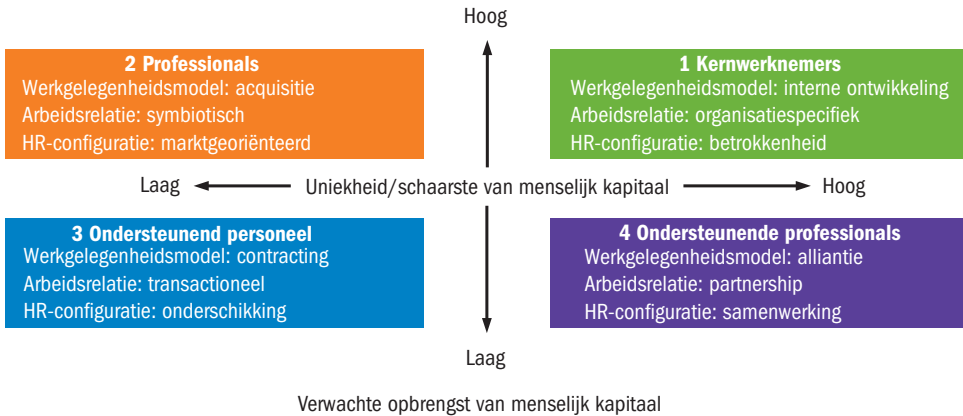 Hoog
2 Professionals
Werkgelegenheidsmodel: acquisitie
Arbeidsrelatie: symbiotisch
HR-configuratie: marktgeoriënteerd
1 Kernwerknemers
Werkgelegenheidsmodel: interne ontwikkeling
Arbeidsrelatie: organisatiespecifiek
HR-configuratie: betrokkenheid
Laag
Uniekheid/schaarste van menselijk kapitaal
Hoog
3 Ondersteunend personeel
Werkgelegenheidsmodel: contracting
Arbeidsrelatie: transactioneel
HR-configuratie: onderschikking
4 Ondersteunende professionals
Werkgelegenheidsmodel: alliantie
Arbeidsrelatie: partnership
HR-configuratie: samenwerking
Laag
Verwachte opbrengst van menselijk kapitaal